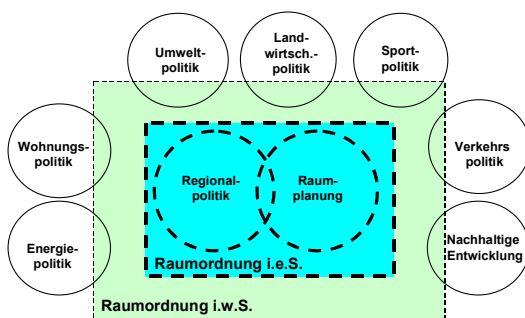 Umwelt-
politik
Land-
wirtsch.-
politik
Sport-
politik
Wohnungs-
politik
Verkehrs
politik
Regional-
politik
Raum-
planung
Energie-
politik
Nachhaltige
Entwicklung
Raumordnung i.e.S.
Raumordnung i.w.S.